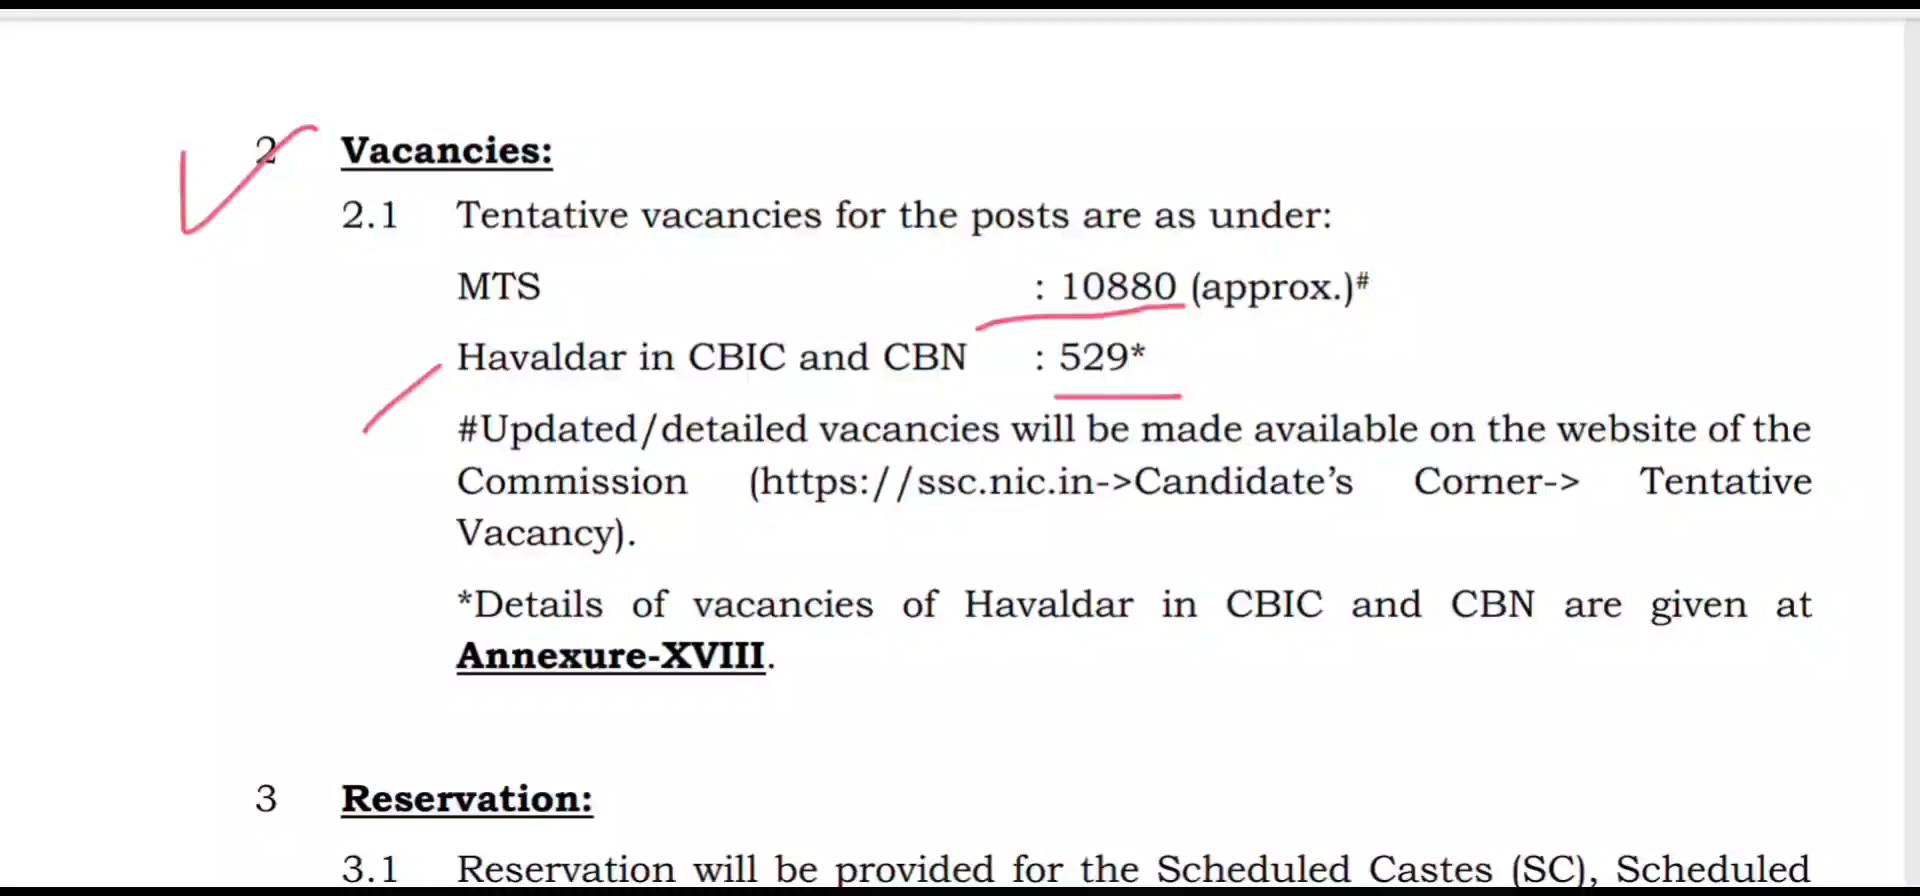 2 Vacancies:
2.1 Tentative vacancies for the posts are as under:
MTS : 10880 (approx.)#
Havaldar in CBIC and CBN : 529*
#Updated/detailed vacancies will be made available on the website of the
Commission (https://ssc.nic.in->Candidate’s Corner-> Tentative
Vacancy).
*Details of vacancies of Havaldar in CBIC and CBN are given at
Annexure-XVIII.
3 Reservation:
3.1 Reservation will be provided for the Scheduled Castes (SC), Scheduled